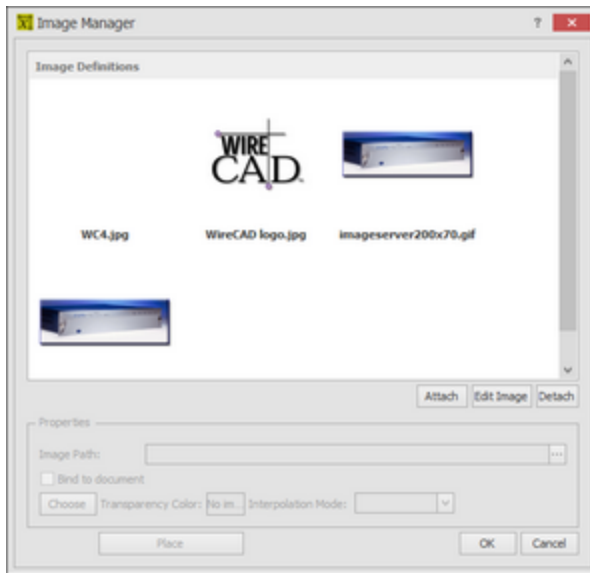 Image Manager
?
Image Definitions
WIRE
CAD
WC4.jpg WireCAD logo.jpg imageserver200x70.gif
Attach Edit Image Detach
Properties
Image Path: ...
Bind to document
Choose Transparency Color: No im... Interpolation Mode:
Place OK Cancel